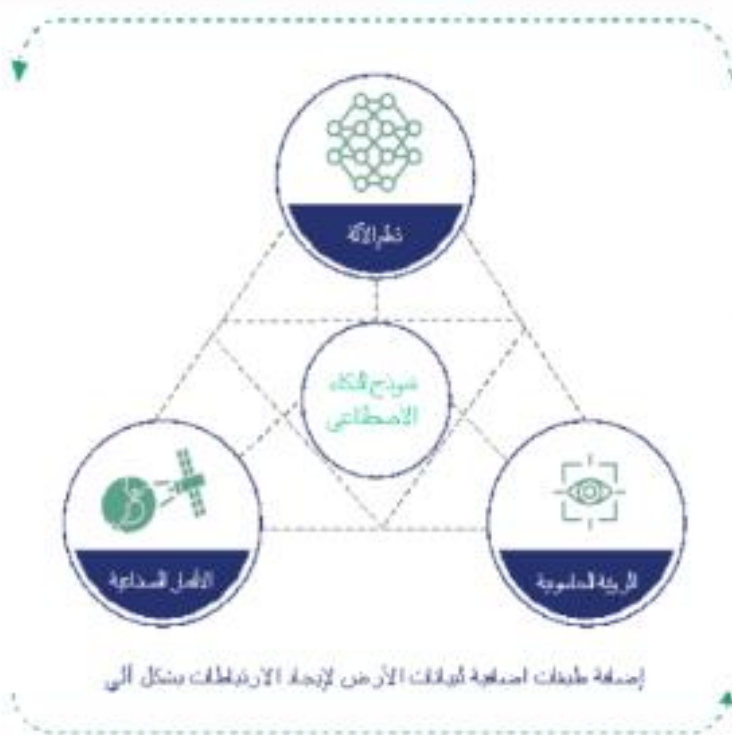 تعلم الآلة
نموذج الذكاء
الاصطناعي
الأقمار الصناعية
الرؤية الحاسوبية
إضافة طبقات اضافية لبيانات الأرض لإيجاد الارتباطات بشكل آلي